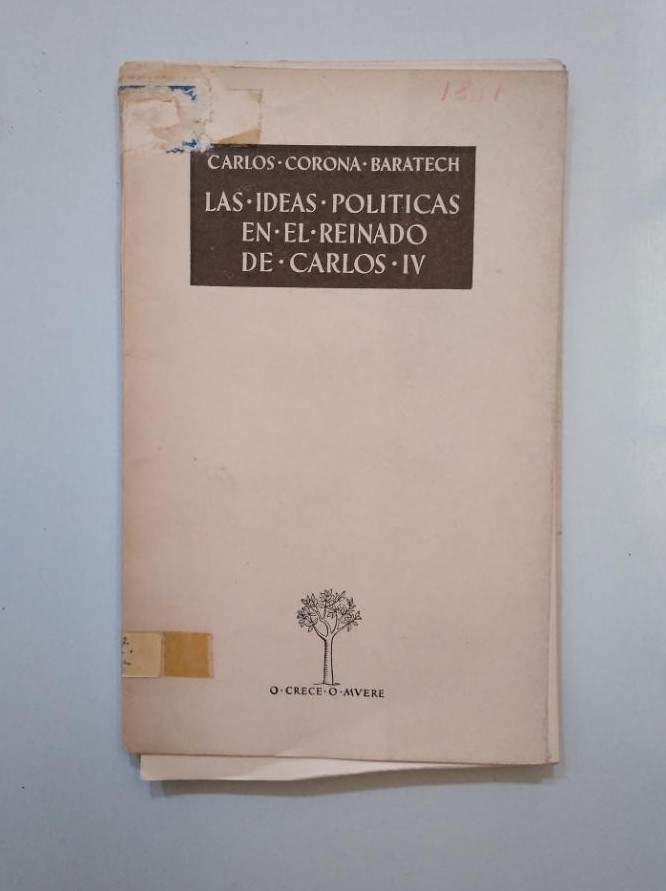 CARLOS·CORONA·BARATECH
LAS·IDEAS·POLITICAS
EN·EL·REINADO
DE·CARLOS·IV
O·CRECE·O·MVERE